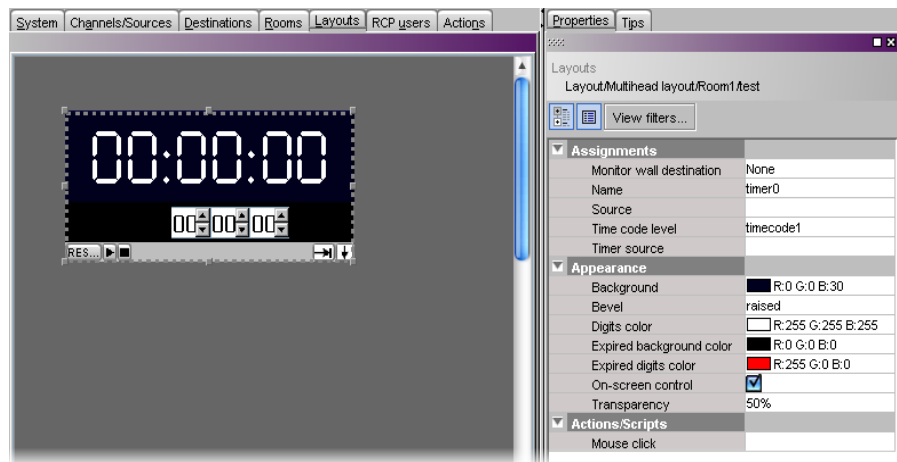 System Channels/Sources Destinations Rooms Layouts RCP users Actions
Properties Tips
Layouts
Layout/Multihead layout/Room1/test
View filters...
Assignments
Monitor wall destination None
Name timer0
Source
Time code level timecode1
Timer source
Appearance
Background R:0 G:0 B:30
Bevel raised
Digits color R:255 G:255 B:255
Expired background color R:0 G:0 B:0
Expired digits color R:255 G:0 B:0
On-screen control
Transparency 50%
Actions/Scripts
Mouse click
00:00:00
00 00 00
RES...